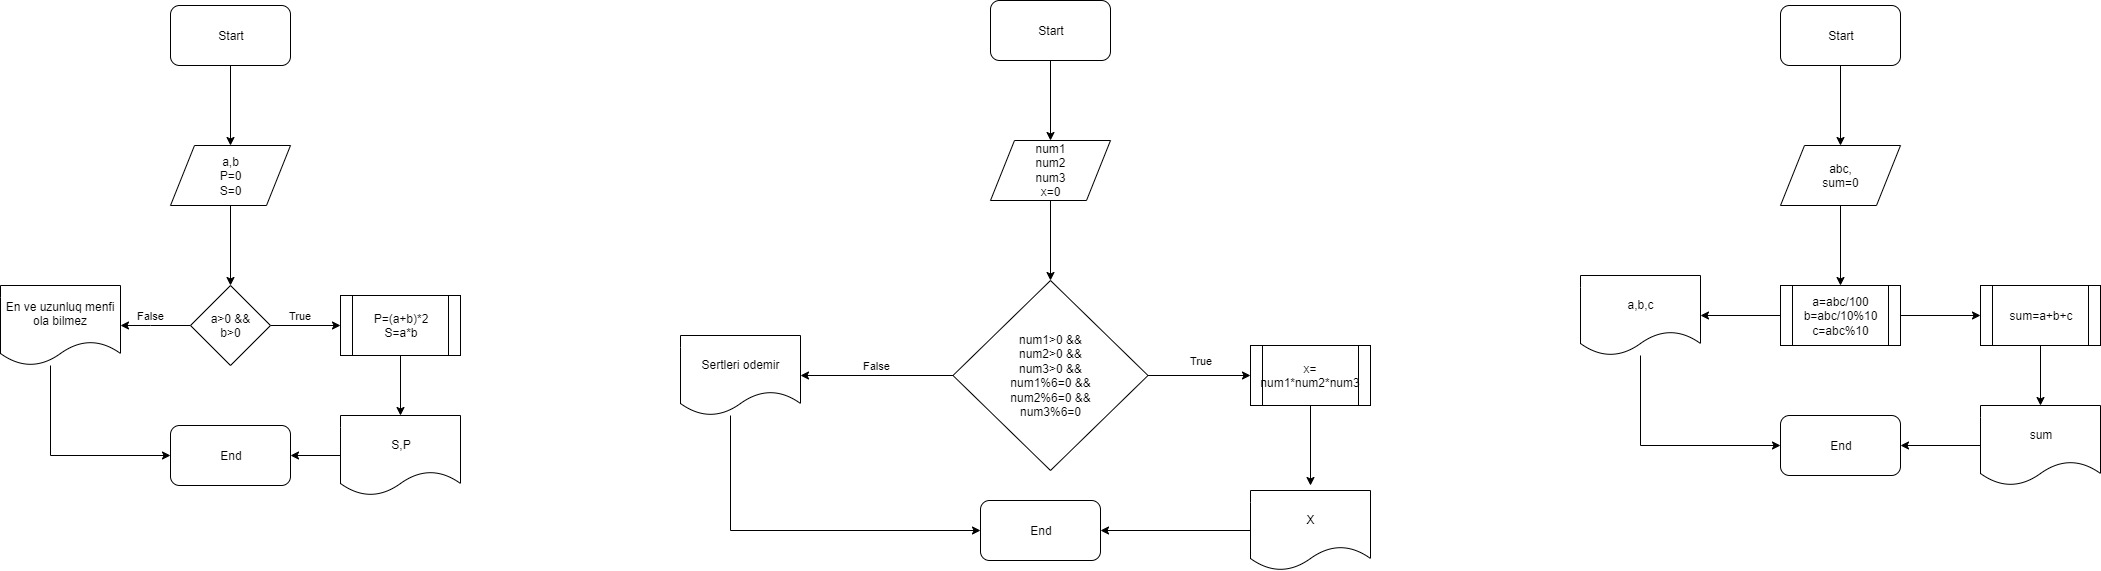 Start
a,b
P=0
S=0
a>0 &&
b>0
False
True
En ve uzunluq menfi
ola bilmez
P=(a+b)*2
S=a*b
S,P
End
Start
num1
num2
num3
x=0
num1>0 &&
num2>0 &&
num3>0 &&
num1%6=0 &&
num2%6=0 &&
num3%6=0
False
True
Sertleri odemir
x=
num1*num2*num3
X
End
Start
abc,
sum=0
a=abc/100
b=abc/10%10
c=abc%10
a,b,c
sum=a+b+c
sum
End